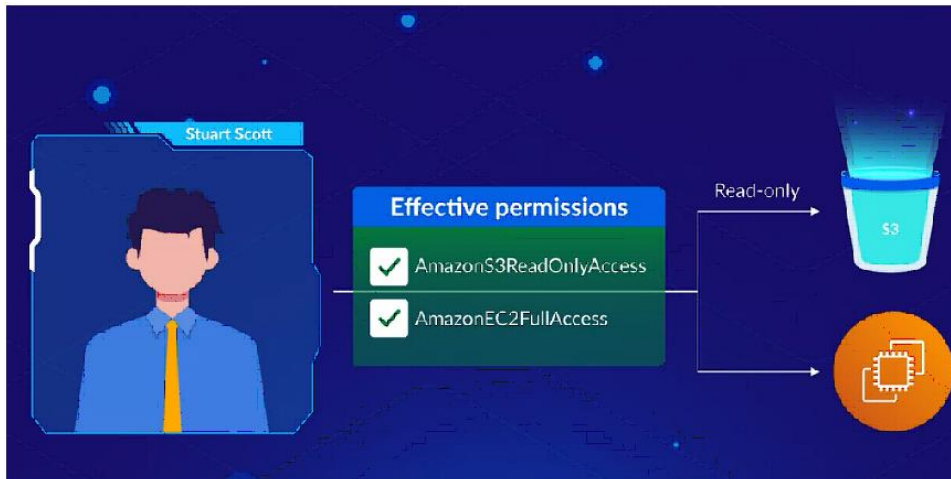 Stuart Scott
Effective permissions
AmazonS3ReadOnlyAccess
AmazonEC2FullAccess
Read-only
S3